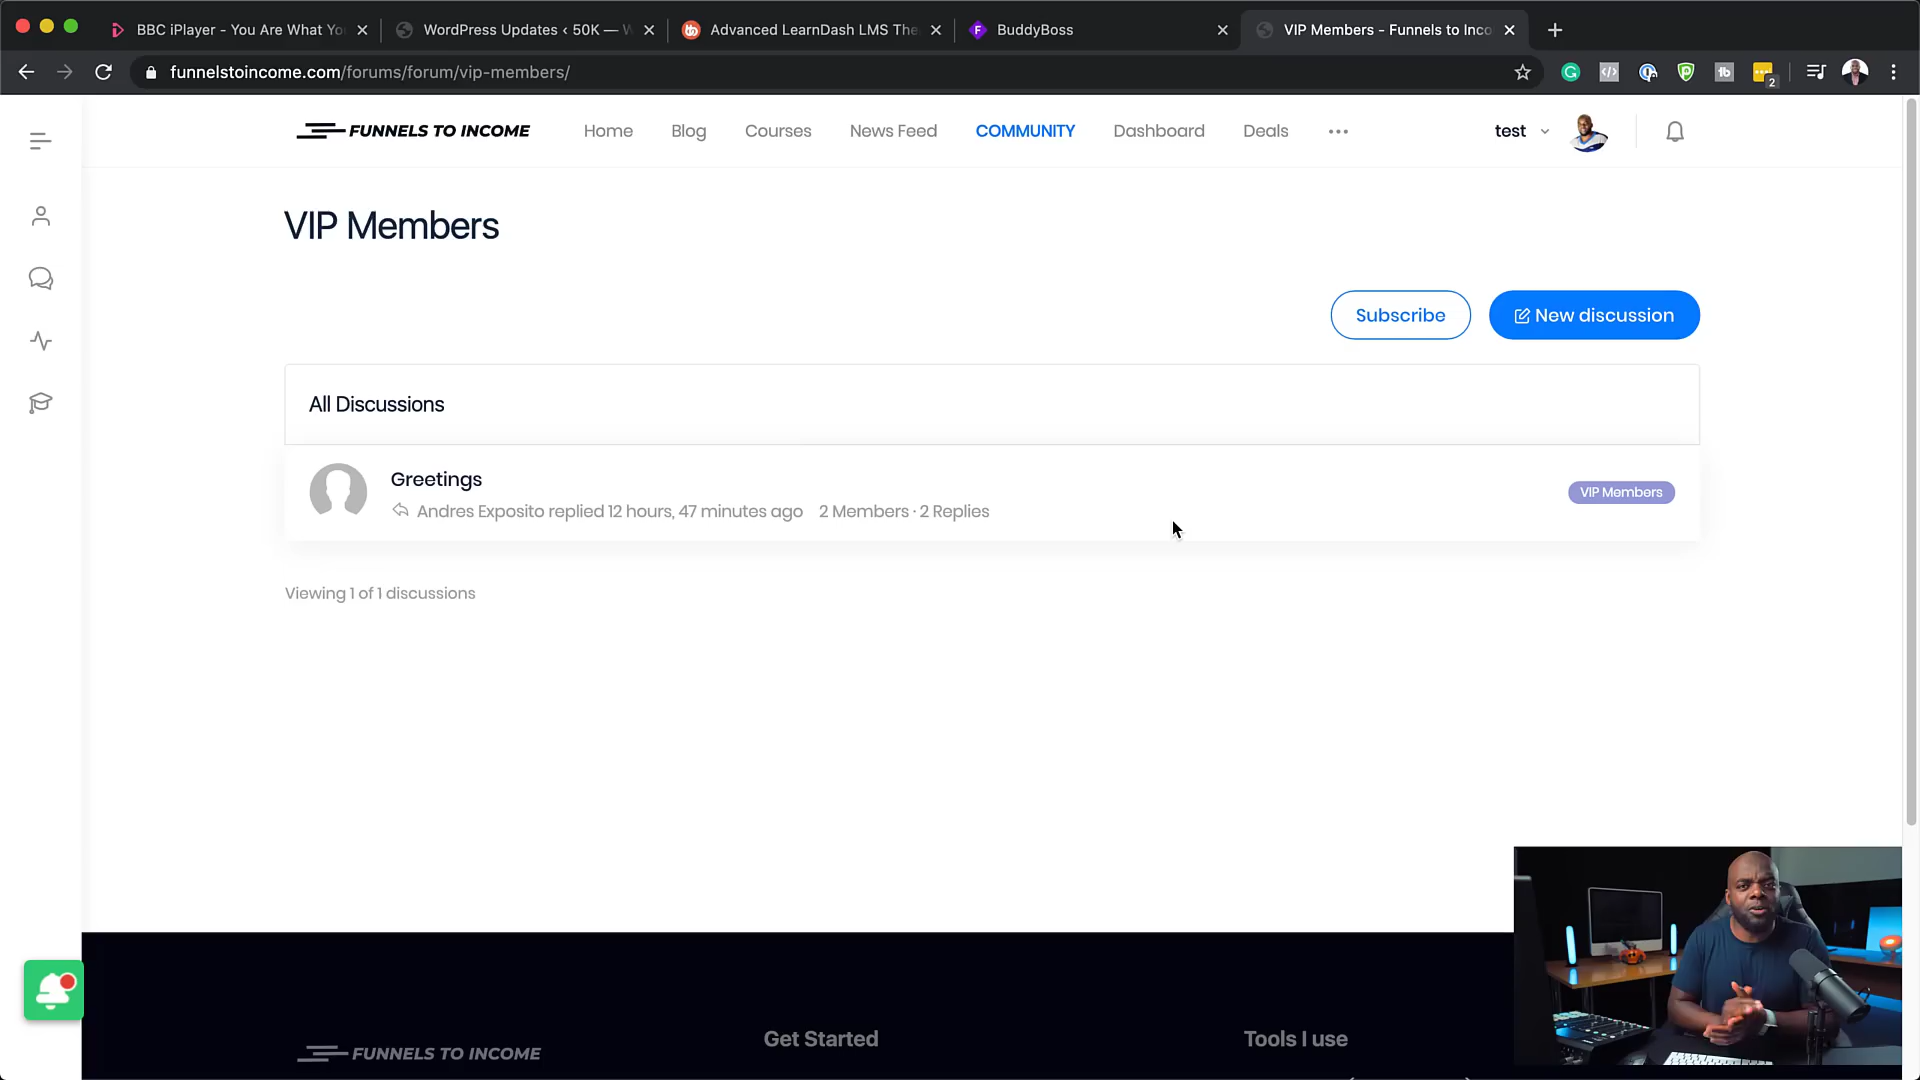 BBC iPlayer - You Are What Yo
WordPress Updates ‹ 50K — W
Advanced LearnDash LMS The
BuddyBoss
VIP Members - Funnels to Inco
funnelstoincome.com/forums/forum/vip-members/
2
FUNNELS TO INCOME
Home
Blog
Courses
News Feed
COMMUNITY
Dashboard
Deals
test
VIP Members
Subscribe
New discussion
All Discussions
Greetings
Andres Exposito replied 12 hours, 47 minutes ago 2 Members · 2 Replies
VIP Members
Viewing 1 of 1 discussions
FUNNELS TO INCOME
Get Started
Tools I use